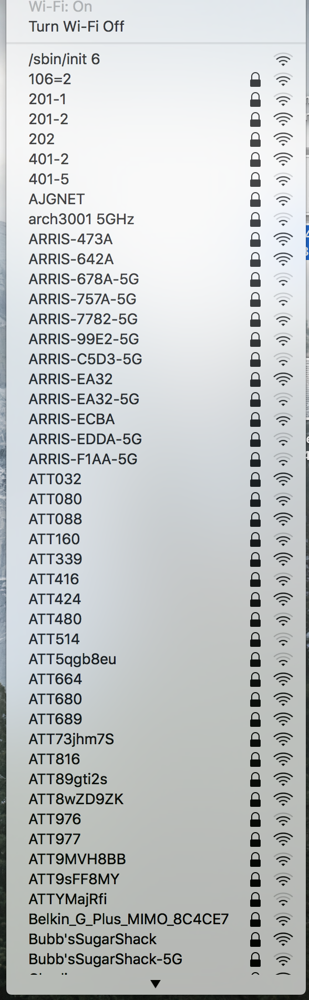 Wi-Fi: On
Turn Wi-Fi Off
/sbin/init 6
106=2
201-1
201-2
202
401-2
401-5
AJGNET
arch3001 5GHz
ARRIS-473A
ARRIS-642A
ARRIS-678A-5G
ARRIS-757A-5G
ARRIS-7782-5G
ARRIS-99E2-5G
ARRIS-C5D3-5G
ARRIS-EA32
ARRIS-EA32-5G
ARRIS-ECBA
ARRIS-EDDA-5G
ARRIS-F1AA-5G
ATT032
ATT080
ATT088
ATT160
ATT339
ATT416
ATT424
ATT480
ATT514
ATT5qgb8eu
ATT664
ATT680
ATT689
ATT73jhm7S
ATT816
ATT89gti2s
ATT8wZD9ZK
ATT976
ATT977
ATT9MVH8BB
ATT9sFF8MY
ATTYMajRfi
Belkin_G_Plus_MIMO_8C4CE7
Bubb'sSugarShack
Bubb'sSugarShack-5G